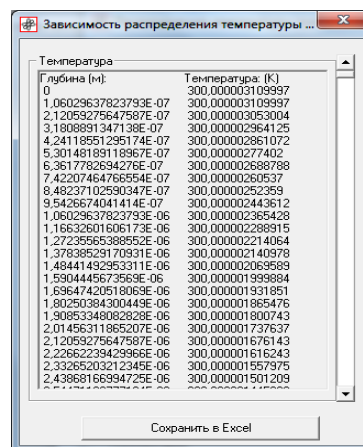 Зависимость распределения температуры ...
Температура
Глубина (м): Температура: (К)
0 300,000003109997
1,06029637823793E-07 300,000003109997
2,12059275647587E-07 300,000003053004
3,1808891347138E-07 300,000002964125
4,24118551295174E-07 300,000002861072
5,30148189118967E-07 300,00000277402
6,36177826942766E-07 300,000002688788
7,42207464766554E-07 300,00000260537
8,48237102590347E-07 300,00000252359
9,5426674041414E-07 300,000002443612
1,06029637823793E-06 300,000002365428
1,16632601606173E-06 300,000002288915
1,27235565388552E-06 300,000002214064
1,37838529170931E-06 300,000002140978
1,48441492953311E-06 300,000002069589
1,5904445673569E-06 300,000001999884
1,69647420518069E-06 300,000001931851
1,80250384300449E-06 300,000001865476
1,90853348082828E-06 300,000001800743
2,01456311865207E-06 300,000001737637
2,12059275647587E-06 300,000001676143
2,22662239429966E-06 300,000001616243
2,33265203212345E-06 300,000001557975
2,43868166994725E-06 300,000001501209
Сохранить в Excel